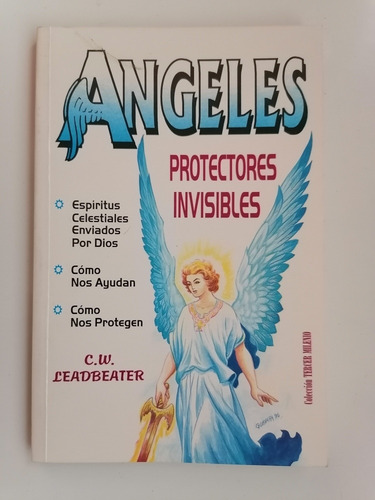 ANGELES
PROTECTORES
INVISIBLES
Espiritus
Celestiales
Enviados
Por Dios
Cómo
Nos Ayudan
Cómo
Nos Protegen
C.W.
LEADBEATER
Colección TERCER MILENIO